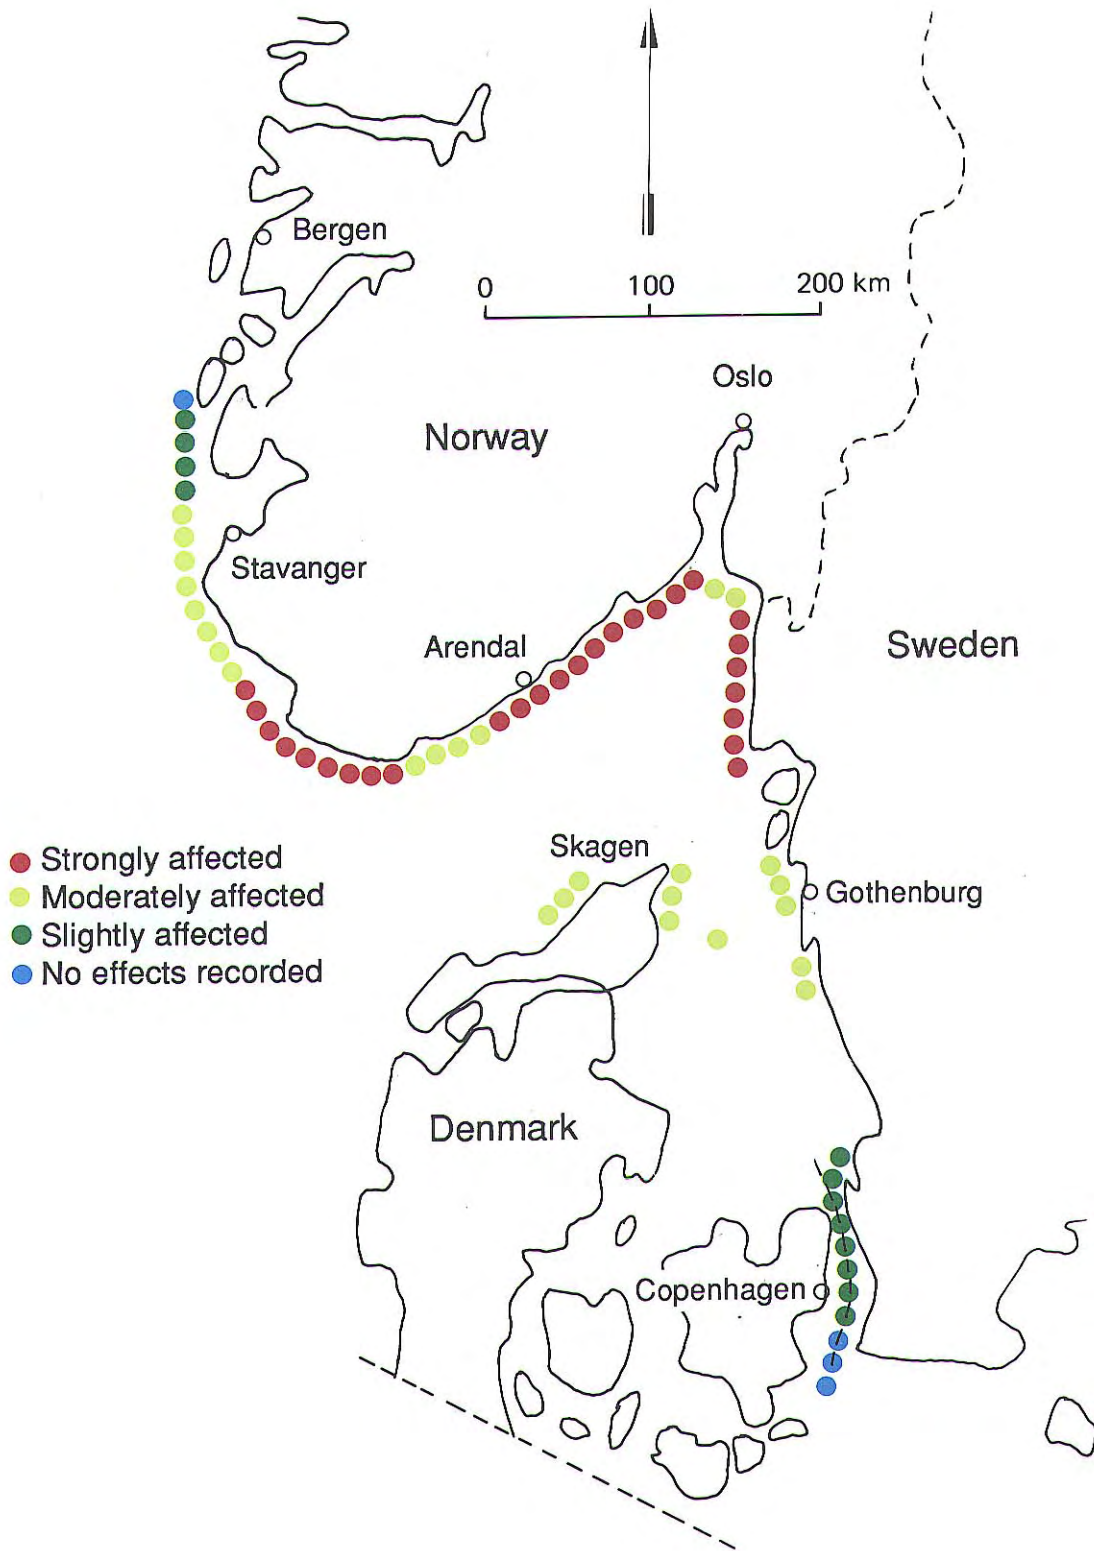 Bergen
0 100 200 km
Oslo
Norway
Stavanger
Arendal
Sweden
Skagen
Strongly affected
Moderately affected
Slightly affected
No effects recorded
Gothenburg
Denmark
Copenhagen